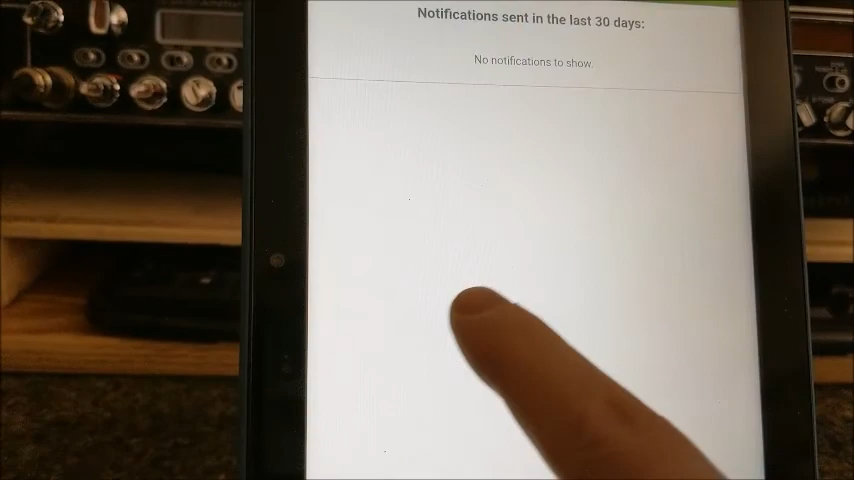 Notifications sent in the last 30 days:
No notifications to show.